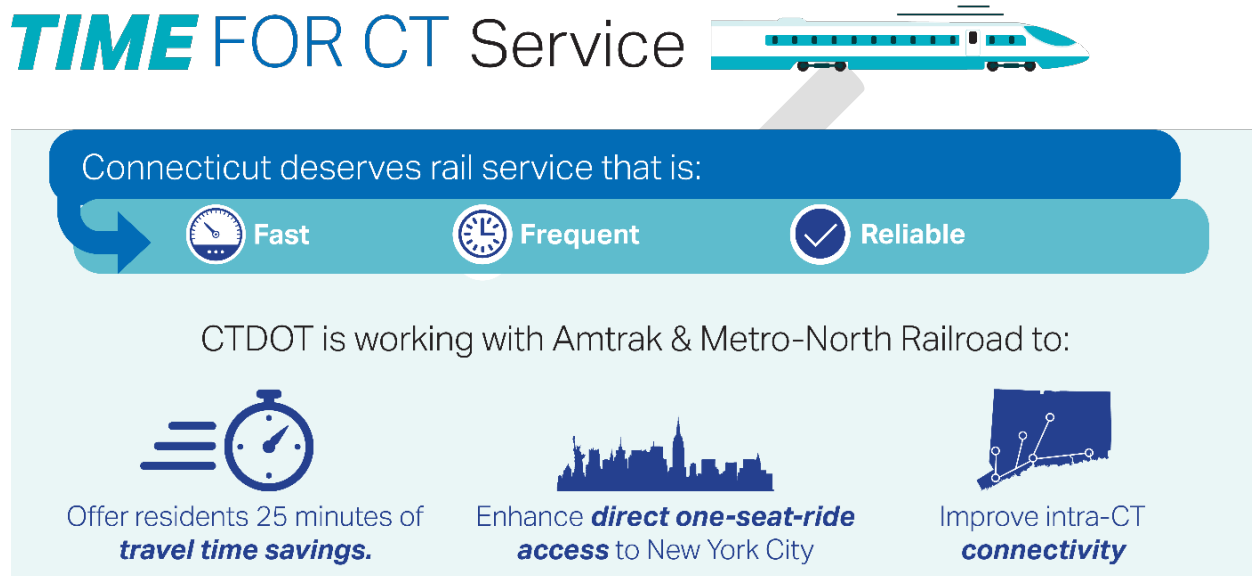 TIME FOR CT Service
Connecticut deserves rail service that is:
Fast
Frequent
Reliable
CTDOT is working with Amtrak & Metro-North Railroad to:
Offer residents 25 minutes of
travel time savings.
Enhance direct one-seat-ride
access to New York City
Improve intra-CT
connectivity